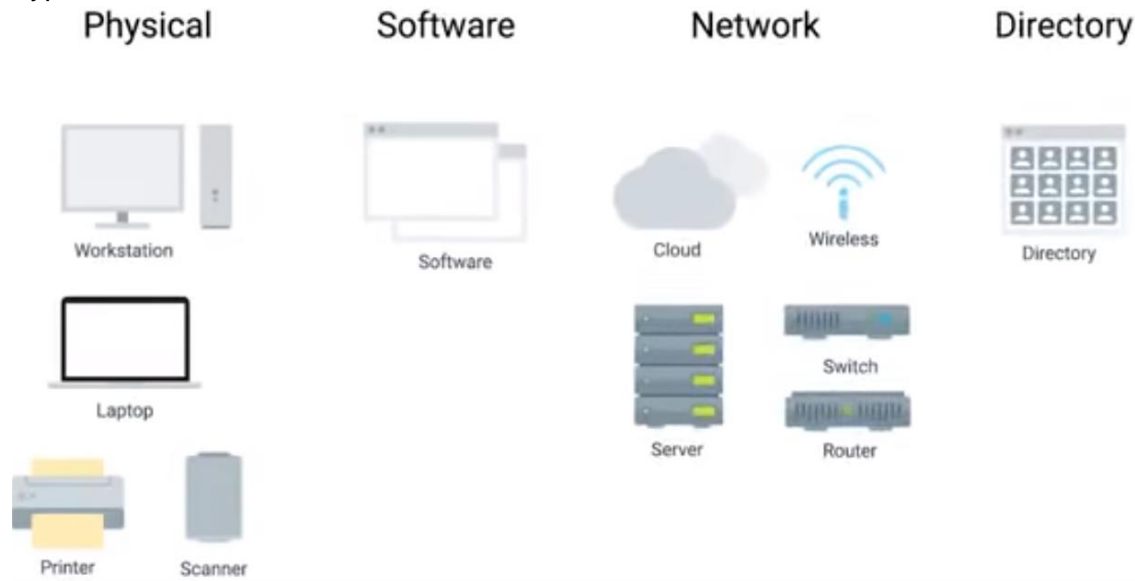 Physical
Software
Network
Directory
Workstation
Software
Cloud
Wireless
Directory
Laptop
Switch
Server
Router
Printer
Scanner